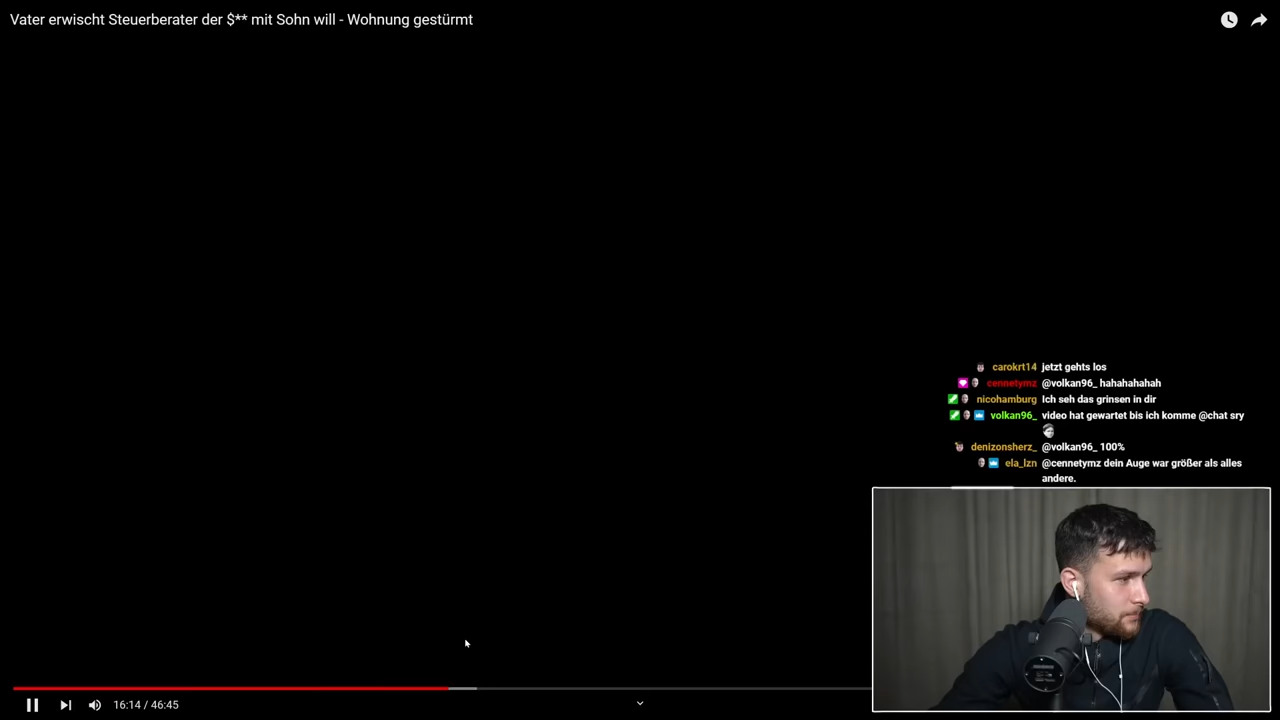 Vater erwischt Steuerberater der $** mit Sohn will - Wohnung gestürmt
carokrt14 jetzt gehts los
cennetymz @volkan96_ hahahahahah
nicohamburg Ich seh das grinsen in dir
volkan96_ video hat gewartet bis ich komme @chat sry
denizonsherz_ @volkan96_ 100%
ela_lzn @cennetymz dein Auge war größer als alles
andere.
16:14 / 46:45